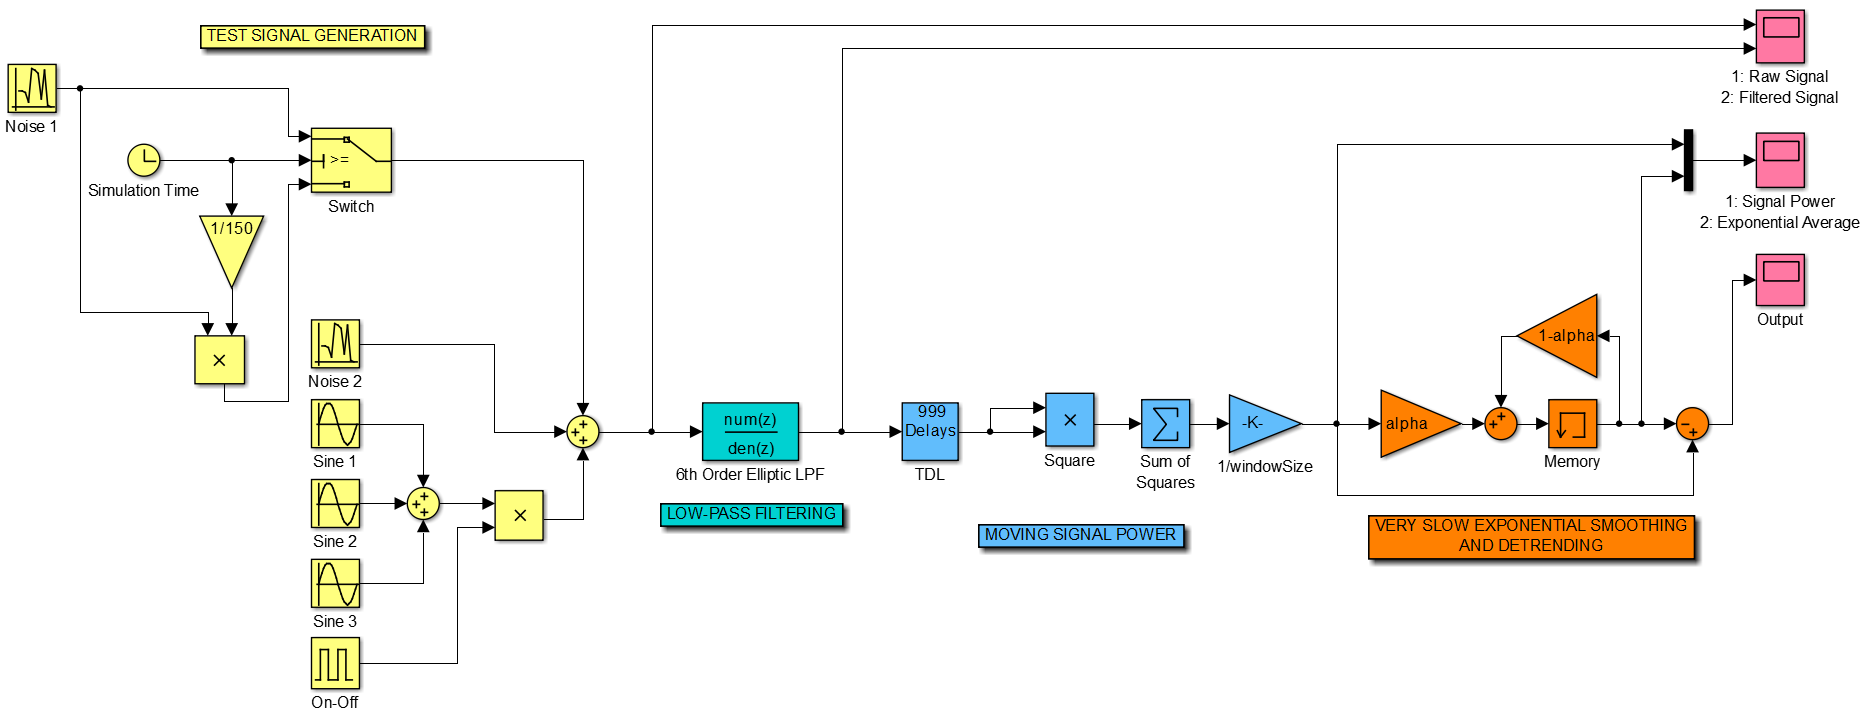 TEST SIGNAL GENERATION
Noise 1
Simulation Time
>=
Switch
1/150
×
Noise 2
Sine 1
Sine 2
Sine 3
On-Off
+
+
+
×
+
+
+
num(z)
den(z)
6th Order Elliptic LPF
LOW-PASS FILTERING
999
Delays
TDL
×
Square
Σ
Sum of
Squares
-K-
1/windowSize
MOVING SIGNAL POWER
alpha
+
+
1-alpha
Memory
−
+
VERY SLOW EXPONENTIAL SMOOTHING
AND DETRENDING
1: Raw Signal
2: Filtered Signal
1: Signal Power
2: Exponential Average
Output